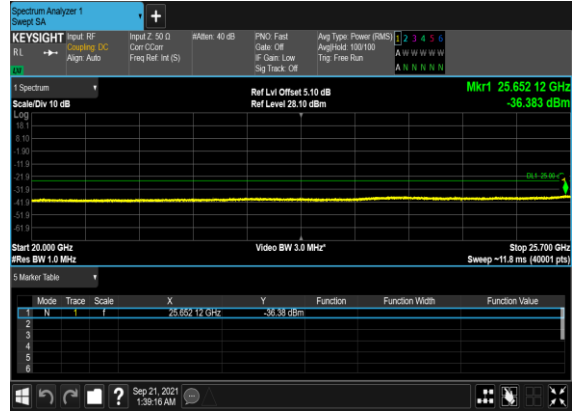 Spectrum Analyzer 1
Swept SA
+
KEYSIGHT Input: RF Input Z: 50 Ω #Atten: 40 dB PNO: Fast Avg Type: Power (RMS) 1 2 3 4 5 6
RL Coupling: DC Corr CCorr Gate: Off Avg|Hold: 100/100 A W W W W W
Align: Auto Freq Ref: Int (S) IF Gain: Low Trig: Free Run
Sig Track: Off A N N N N N
LW
1 Spectrum Ref Lvl Offset 5.10 dB Mkr1 25.652 12 GHz
Scale/Div 10 dB Ref Level 28.10 dBm -36.383 dBm
Log
18.1
8.10
-1.90
-11.9
-21.9 DL1 -25.00
-31.9
-41.9
-51.9
-61.9
Start 20.000 GHz Video BW 3.0 MHz* Stop 25.700 GHz
#Res BW 1.0 MHz Sweep ~11.8 ms (40001 pts)
5 Marker Table
Mode Trace Scale X Y Function Function Width Function Value
1 N 1 f 25.652 12 GHz -36.38 dBm
2
3
4
5
6
? Sep 21, 2021
1:39:16 AM